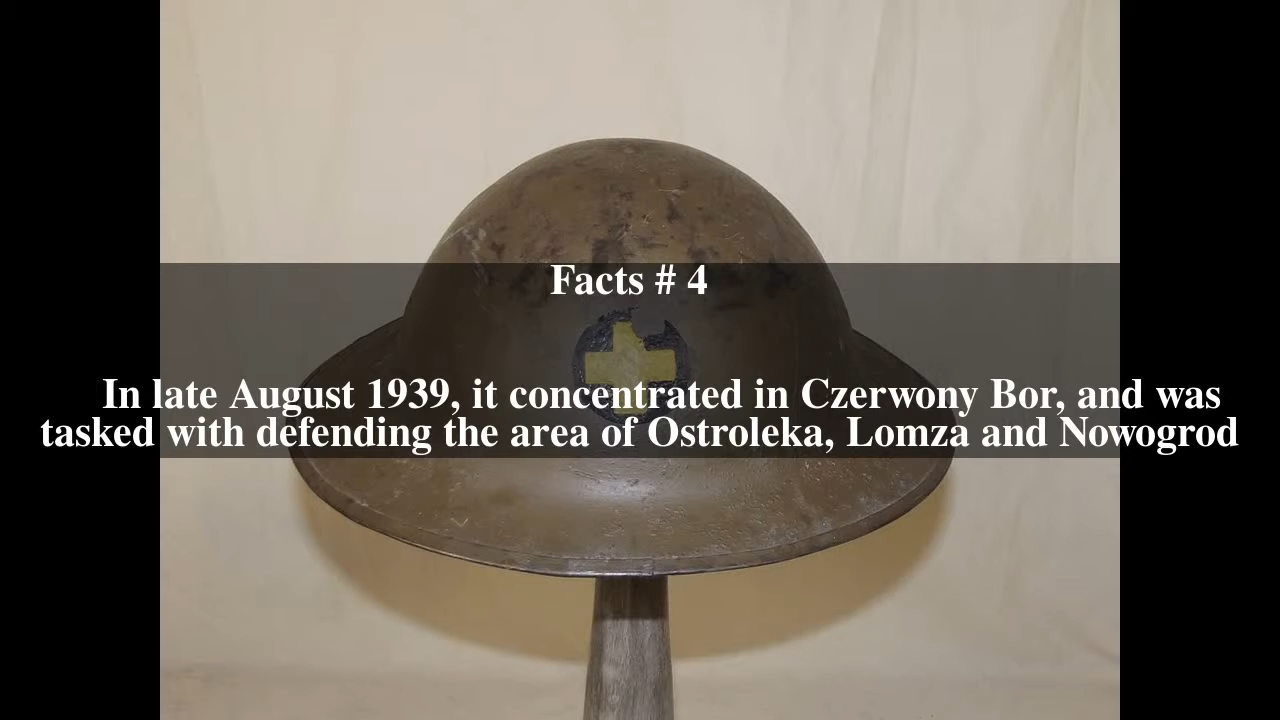 Facts # 4
In late August 1939, it concentrated in Czerwony Bor, and was
tasked with defending the area of Ostroleka, Lomza and Nowogrod